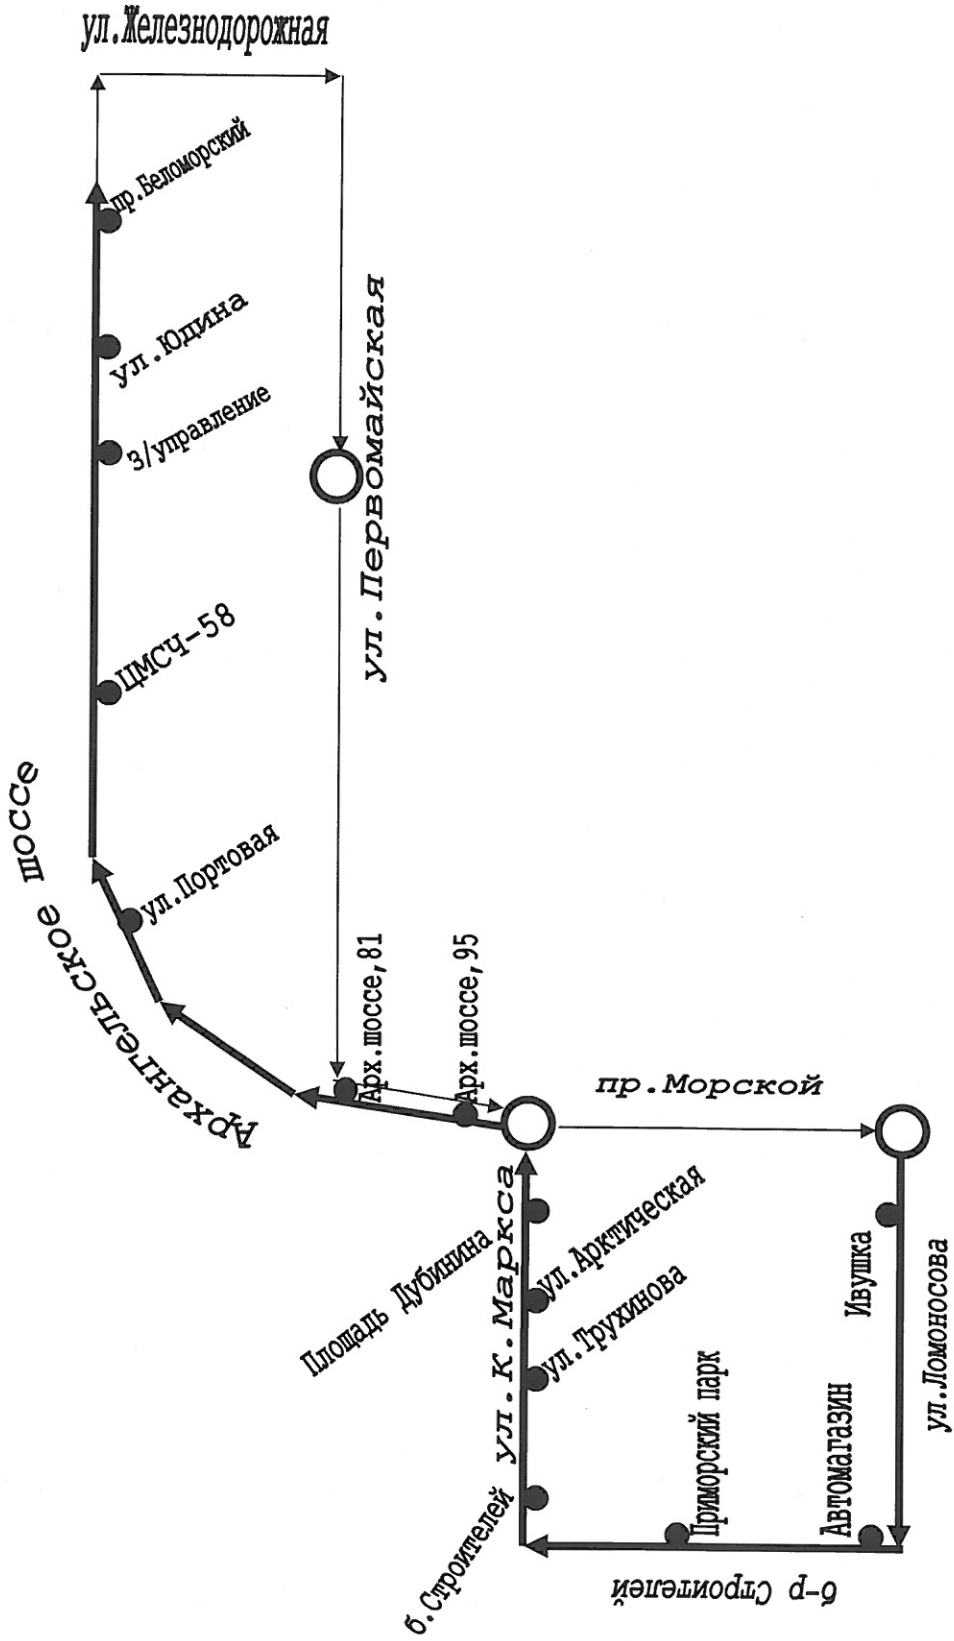 ул.Железнодорожная
пр.Беломорский
ул.Юдина
З/управление
ул.Первомайская
ЦМСЧ-58
Архангельское шоссе
ул.Портовая
Арх.шоссе,81
Арх.шоссе,95
пр.Морской
Площадь Дубинина
ул.К.Маркса
ул.Арктическая
ул.Трухинова
б.Строителей
Приморский парк
Автомагазин
Ивушка
ул.Ломоносова
б-р Строителей